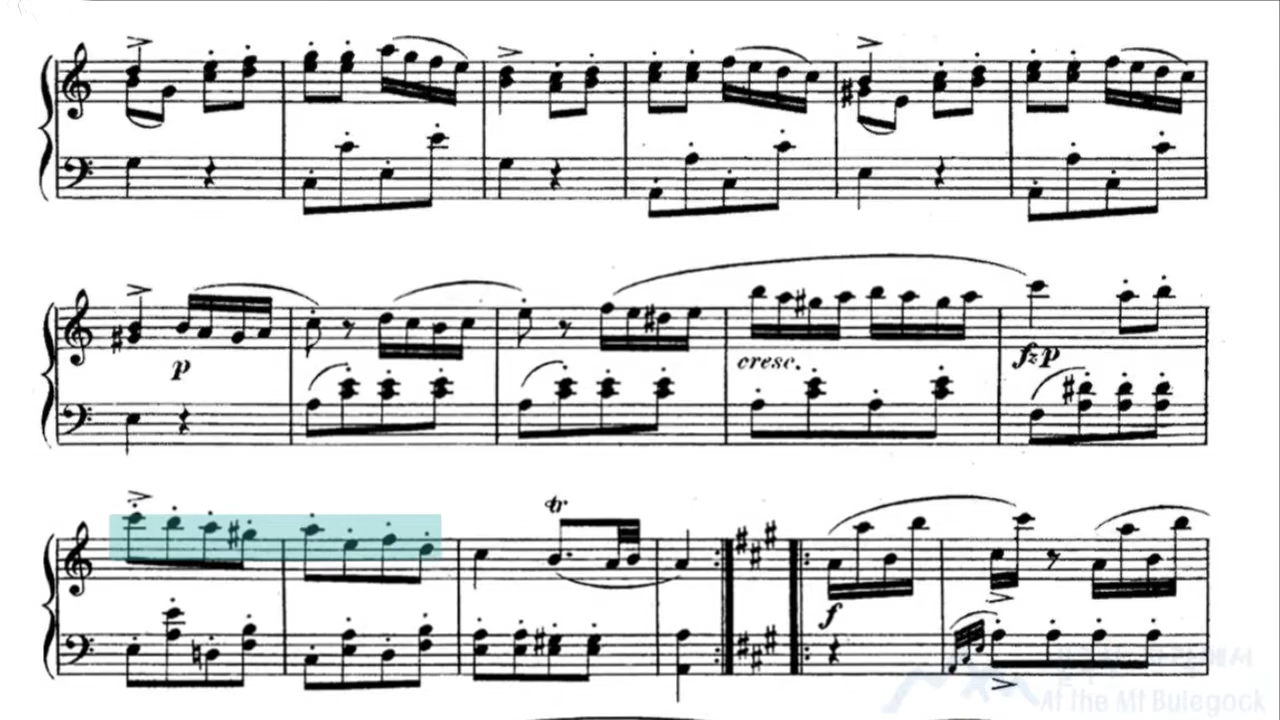 p
cresc.
fzp
tr
f
At the Mt Bulegock